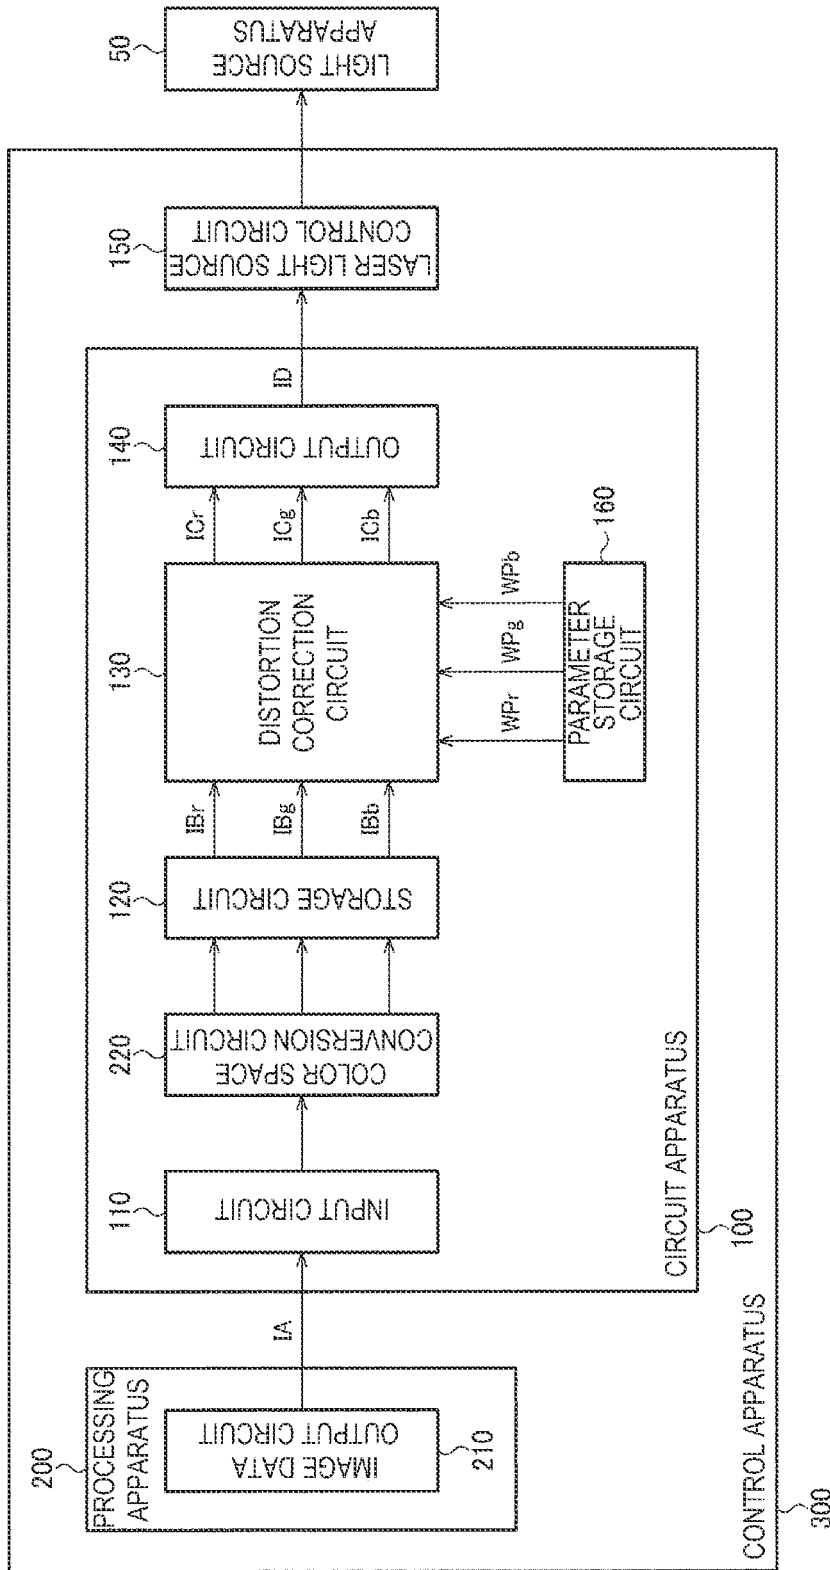 200
PROCESSING
APPARATUS
IMAGE DATA
OUTPUT CIRCUIT
210
IA
110
INPUT CIRCUIT
220
COLOR SPACE
CONVERSION CIRCUIT
120
STORAGE CIRCUIT
IBr
IBg
IBb
130
DISTORTION
CORRECTION
CIRCUIT
WPr
WPg
WPb
PARAMETER
STORAGE
CIRCUIT
160
ICr
ICg
ICb
140
OUTPUT CIRCUIT
ID
150
LASER LIGHT SOURCE
CONTROL CIRCUIT
50
LIGHT SOURCE
APPARATUS
CIRCUIT APPARATUS
100
CONTROL APPARATUS
300